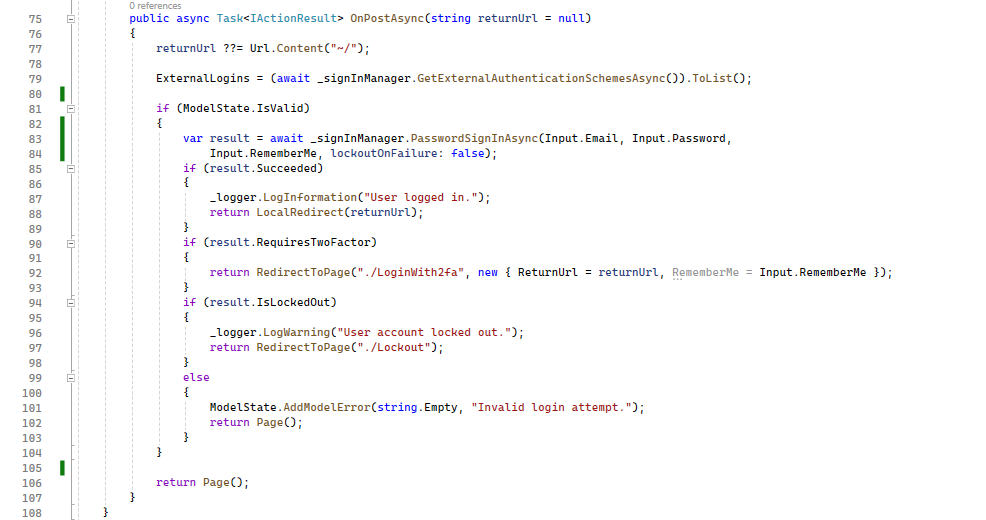 0 references
75 public async Task<IActionResult> OnPostAsync(string returnUrl = null)
76 {
77 returnUrl ??= Url.Content("~/");
78
79 ExternalLogins = (await _signInManager.GetExternalAuthenticationSchemesAsync()).ToList();
80
81 if (ModelState.IsValid)
82 {
83 var result = await _signInManager.PasswordSignInAsync(Input.Email, Input.Password,
84 Input.RememberMe, lockoutOnFailure: false);
85 if (result.Succeeded)
86 {
87 _logger.LogInformation("User logged in.");
88 return LocalRedirect(returnUrl);
89 }
90 if (result.RequiresTwoFactor)
91 {
92 return RedirectToPage("./LoginWith2fa", new { ReturnUrl = returnUrl, RememberMe = Input.RememberMe });
93 }
94 if (result.IsLockedOut)
95 {
96 _logger.LogWarning("User account locked out.");
97 return RedirectToPage("./Lockout");
98 }
99 else
100 {
101 ModelState.AddModelError(string.Empty, "Invalid login attempt.");
102 return Page();
103 }
104 }
105
106 return Page();
107 }
108 }